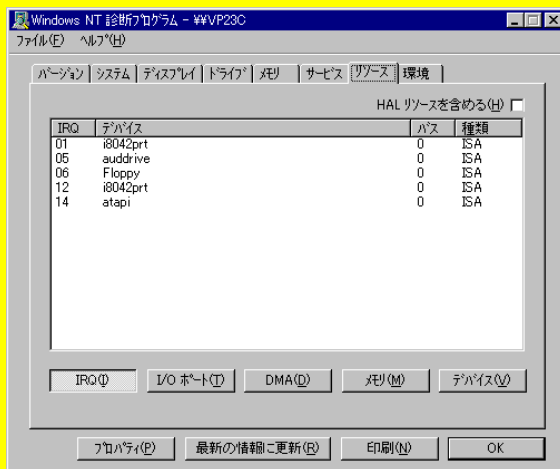 Windows NT 診断プログラム - ¥¥VP23C
ファイル(F) ヘルプ(H)
バージョン システム ディスプレイ ドライブ メモリ サービス リソース 環境
HAL リソースを含める(H)
IRQ デバイス バス 種類
01 i8042prt 0 ISA
05 auddrive 0 ISA
06 Floppy 0 ISA
12 i8042prt 0 ISA
14 atapi 0 ISA
IRQ(I) I/O ポート(T) DMA(D) メモリ(M) デバイス(V)
プロパティ(P) 最新の情報に更新(R) 印刷(N) OK